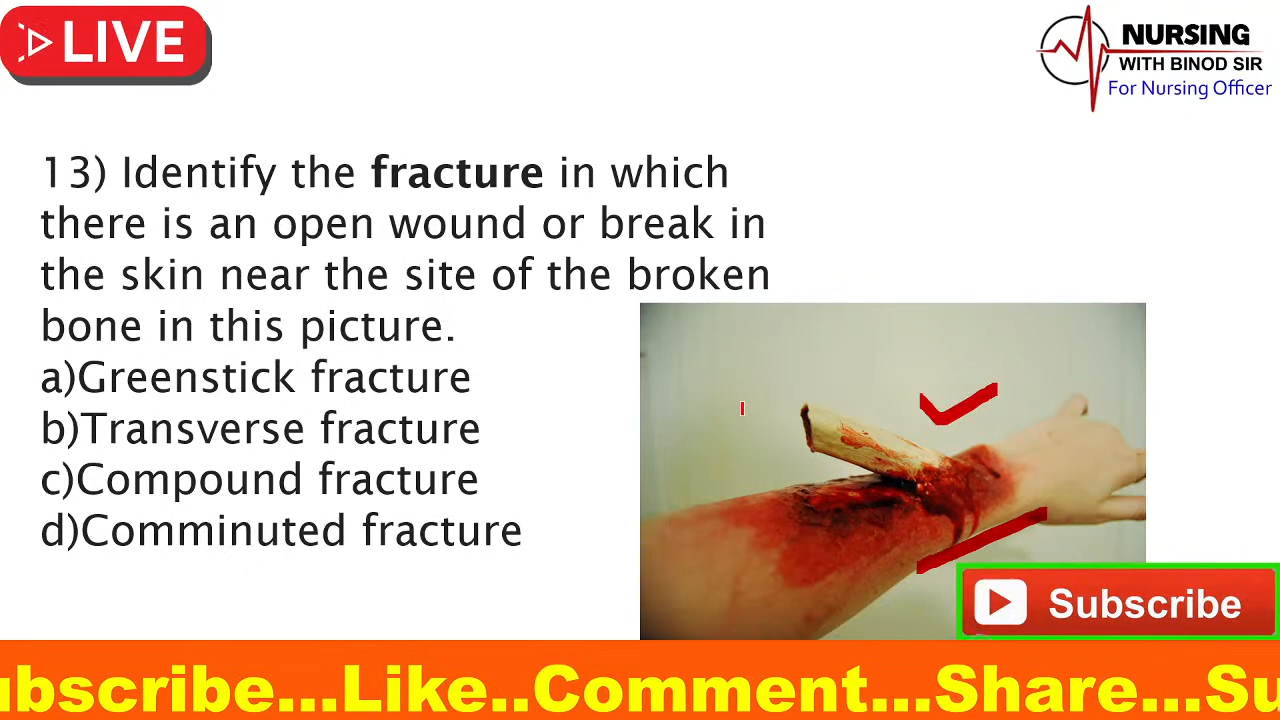 LIVE
NURSING
WITH BINOD SIR
For Nursing Officer
13) Identify the fracture in which
there is an open wound or break in
the skin near the site of the broken
bone in this picture.
a)Greenstick fracture
b)Transverse fracture
c)Compound fracture
d)Comminuted fracture
Subscribe
ubscribe...Like..Comment...Share...Su